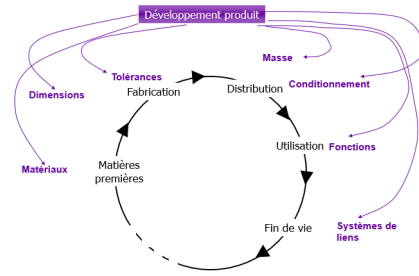 Développement produit
Masse
Tolérances
Fabrication
Distribution
Conditionnement
Dimensions
Utilisation
Fonctions
Matériaux
Matières
premières
Fin de vie
Systèmes de
liens